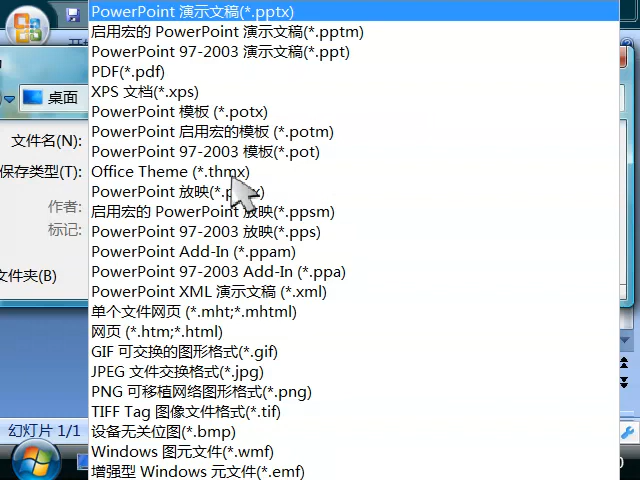 PowerPoint 演示文稿(*.pptx)
启用宏的 PowerPoint 演示文稿(*.pptm)
PowerPoint 97-2003 演示文稿(*.ppt)
PDF(*.pdf)
桌面
XPS 文档(*.xps)
PowerPoint 模板 (*.potx)
文件名(N):
PowerPoint 启用宏的模板 (*.potm)
PowerPoint 97-2003 模板(*.pot)
保存类型(T):
Office Theme (*.thmx)
PowerPoint 放映(*.
作者:
启用宏的 PowerPoint 放映(*.ppsm)
标记:
PowerPoint 97-2003 放映(*.pps)
PowerPoint Add-In (*.ppam)
文件夹(B)
PowerPoint 97-2003 Add-In (*.ppa)
PowerPoint XML 演示文稿 (*.xml)
单个文件网页 (*.mht;*.mhtml)
网页 (*.htm;*.html)
GIF 可交换的图形格式(*.gif)
JPEG 文件交换格式(*.jpg)
PNG 可移植网络图形格式(*.png)
TIFF Tag 图像文件格式(*.tif)
幻灯片 1/1
设备无关位图(*.bmp)
Windows 图元文件(*.wmf)
增强型 Windows 元文件(*.emf)